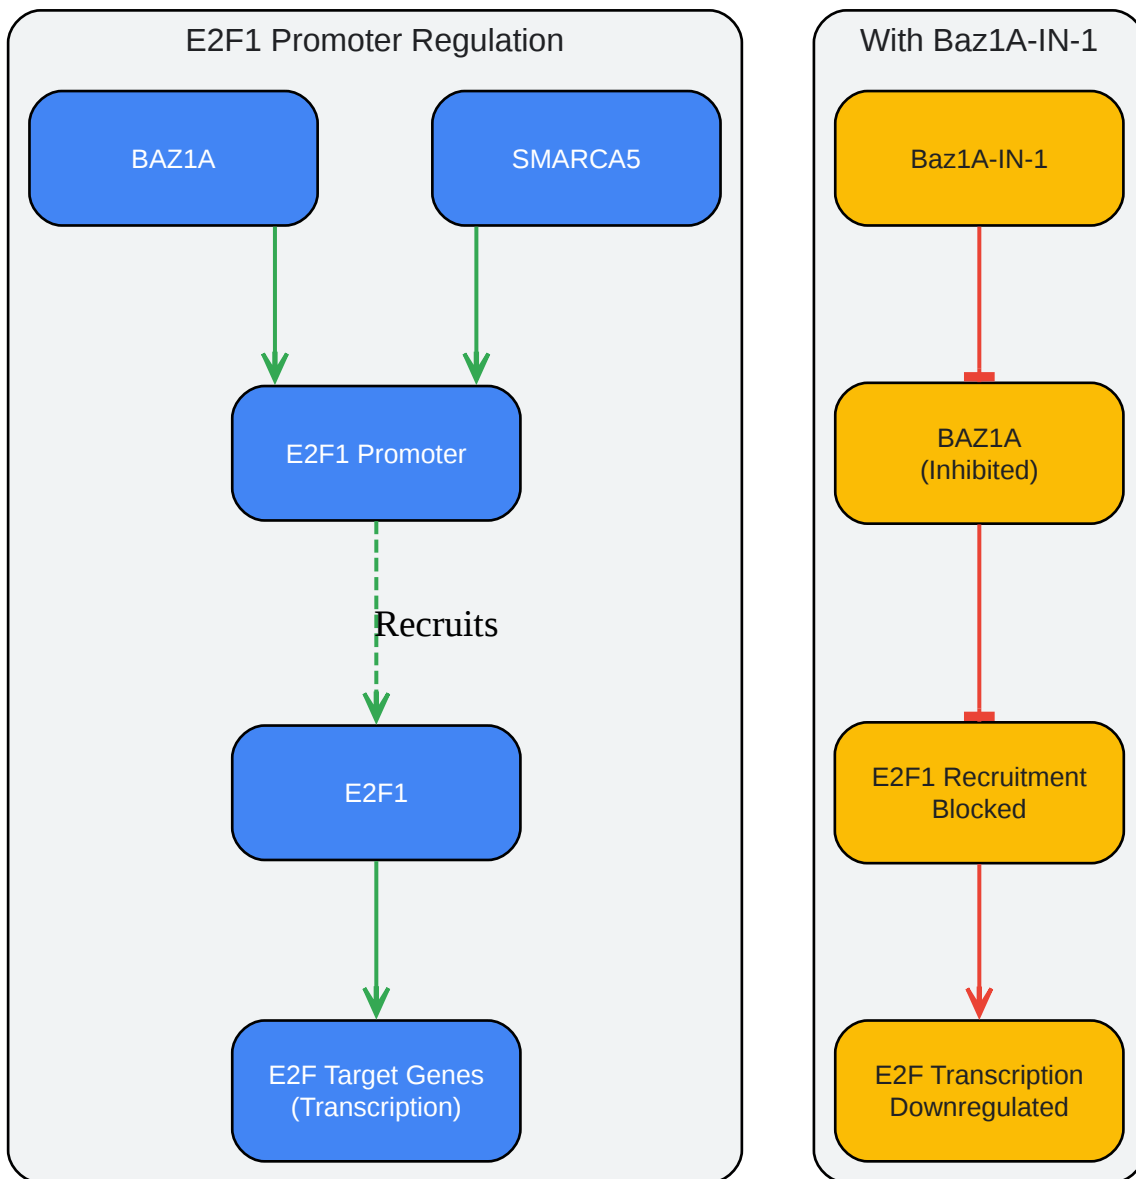 E2F1 Promoter Regulation
BAZ1A
SMARCA5
E2F1 Promoter
Recruits
E2F1
E2F Target Genes
(Transcription)
With Baz1A-IN-1
Baz1A-IN-1
BAZ1A
(Inhibited)
E2F1 Recruitment
Blocked
E2F Transcription
Downregulated